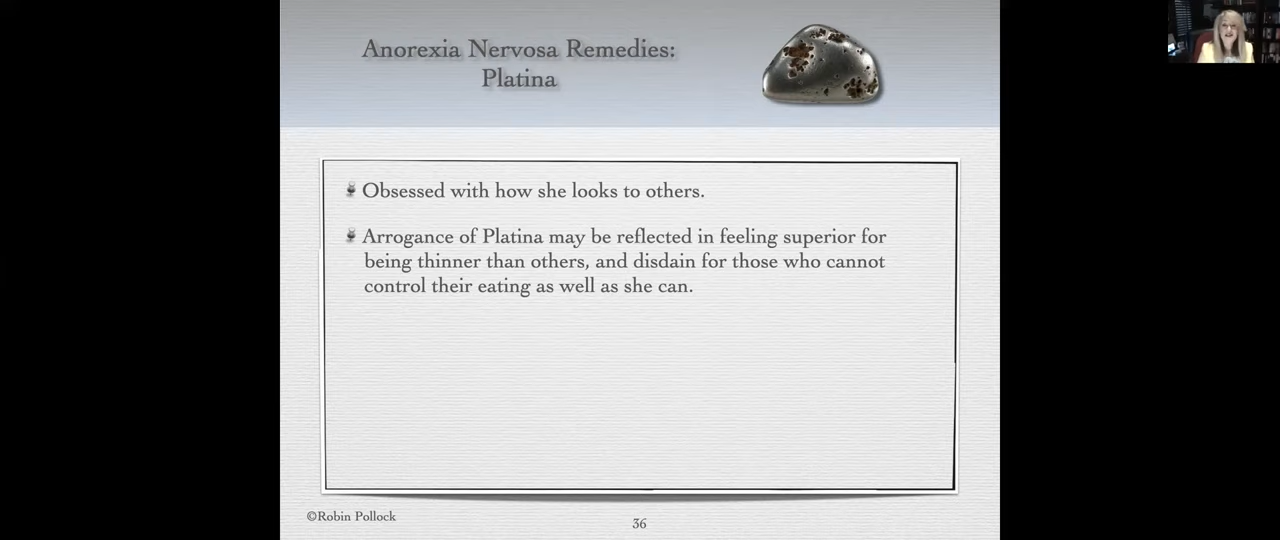 Anorexia Nervosa Remedies:
Platina
Obsessed with how she looks to others.
Arrogance of Platina may be reflected in feeling superior for
being thinner than others, and disdain for those who cannot
control their eating as well as she can.
©Robin Pollock
36